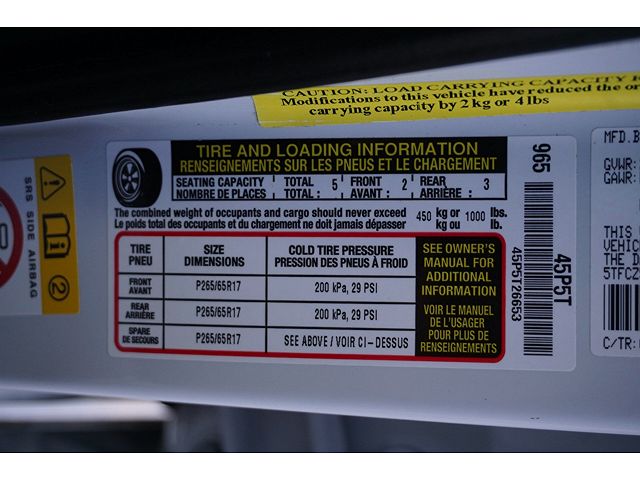 CAUTION: LOAD CARRYING CAPACITY
Modifications to this vehicle have reduced the or
carrying capacity by 2 kg or 4 lbs
TIRE AND LOADING INFORMATION
RENSEIGNEMENTS SUR LES PNEUS ET LE CHARGEMENT
SEATING CAPACITY TOTAL : 5 FRONT : 2 REAR : 3
NOMBRE DE PLACES TOTAL : AVANT : ARRIÈRE :
The combined weight of occupants and cargo should never exceed 450 kg or 1000 lbs.
Le poids total des occupants et du chargement ne doit jamais dépasser kg ou lb.
TIRE PNEU
SIZE DIMENSIONS
COLD TIRE PRESSURE
PRESSION DES PNEUS À FROID
FRONT AVANT P265/65R17 200 kPa, 29 PSI
REAR ARRIÈRE P265/65R17 200 kPa, 29 PSI
SPARE DE SECOURS P265/65R17 SEE ABOVE / VOIR CI-DESSUS
SEE OWNER'S
MANUAL FOR
ADDITIONAL
INFORMATION
VOIR LE MANUEL
DE L'USAGER
POUR PLUS DE
RENSEIGNEMENTS
965
45P5T26653
45P5T
SRS SIDE AIRBAG
2
MFD.B
GVWR:
GAWR:
THIS
VEHIC
THE D
5TFCZ
C/TR: